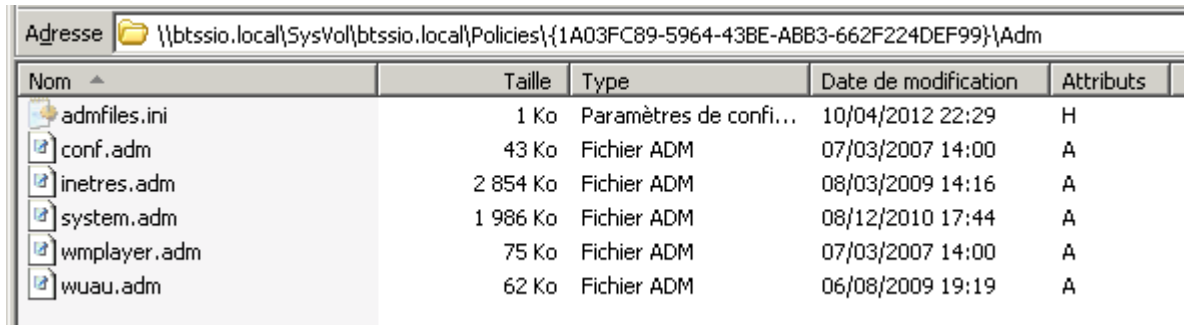 Adresse \\btssio.local\SysVol\btssio.local\Policies\{1A03FC89-5964-43BE-ABB3-662F224DEF99}\Adm
Nom Taille Type Date de modification Attributs
admfiles.ini 1 Ko Paramètres de confi... 10/04/2012 22:29 H
conf.adm 43 Ko Fichier ADM 07/03/2007 14:00 A
inetres.adm 2 854 Ko Fichier ADM 08/03/2009 14:16 A
system.adm 1 986 Ko Fichier ADM 08/12/2010 17:44 A
wmplayer.adm 75 Ko Fichier ADM 07/03/2007 14:00 A
wuau.adm 62 Ko Fichier ADM 06/08/2009 19:19 A